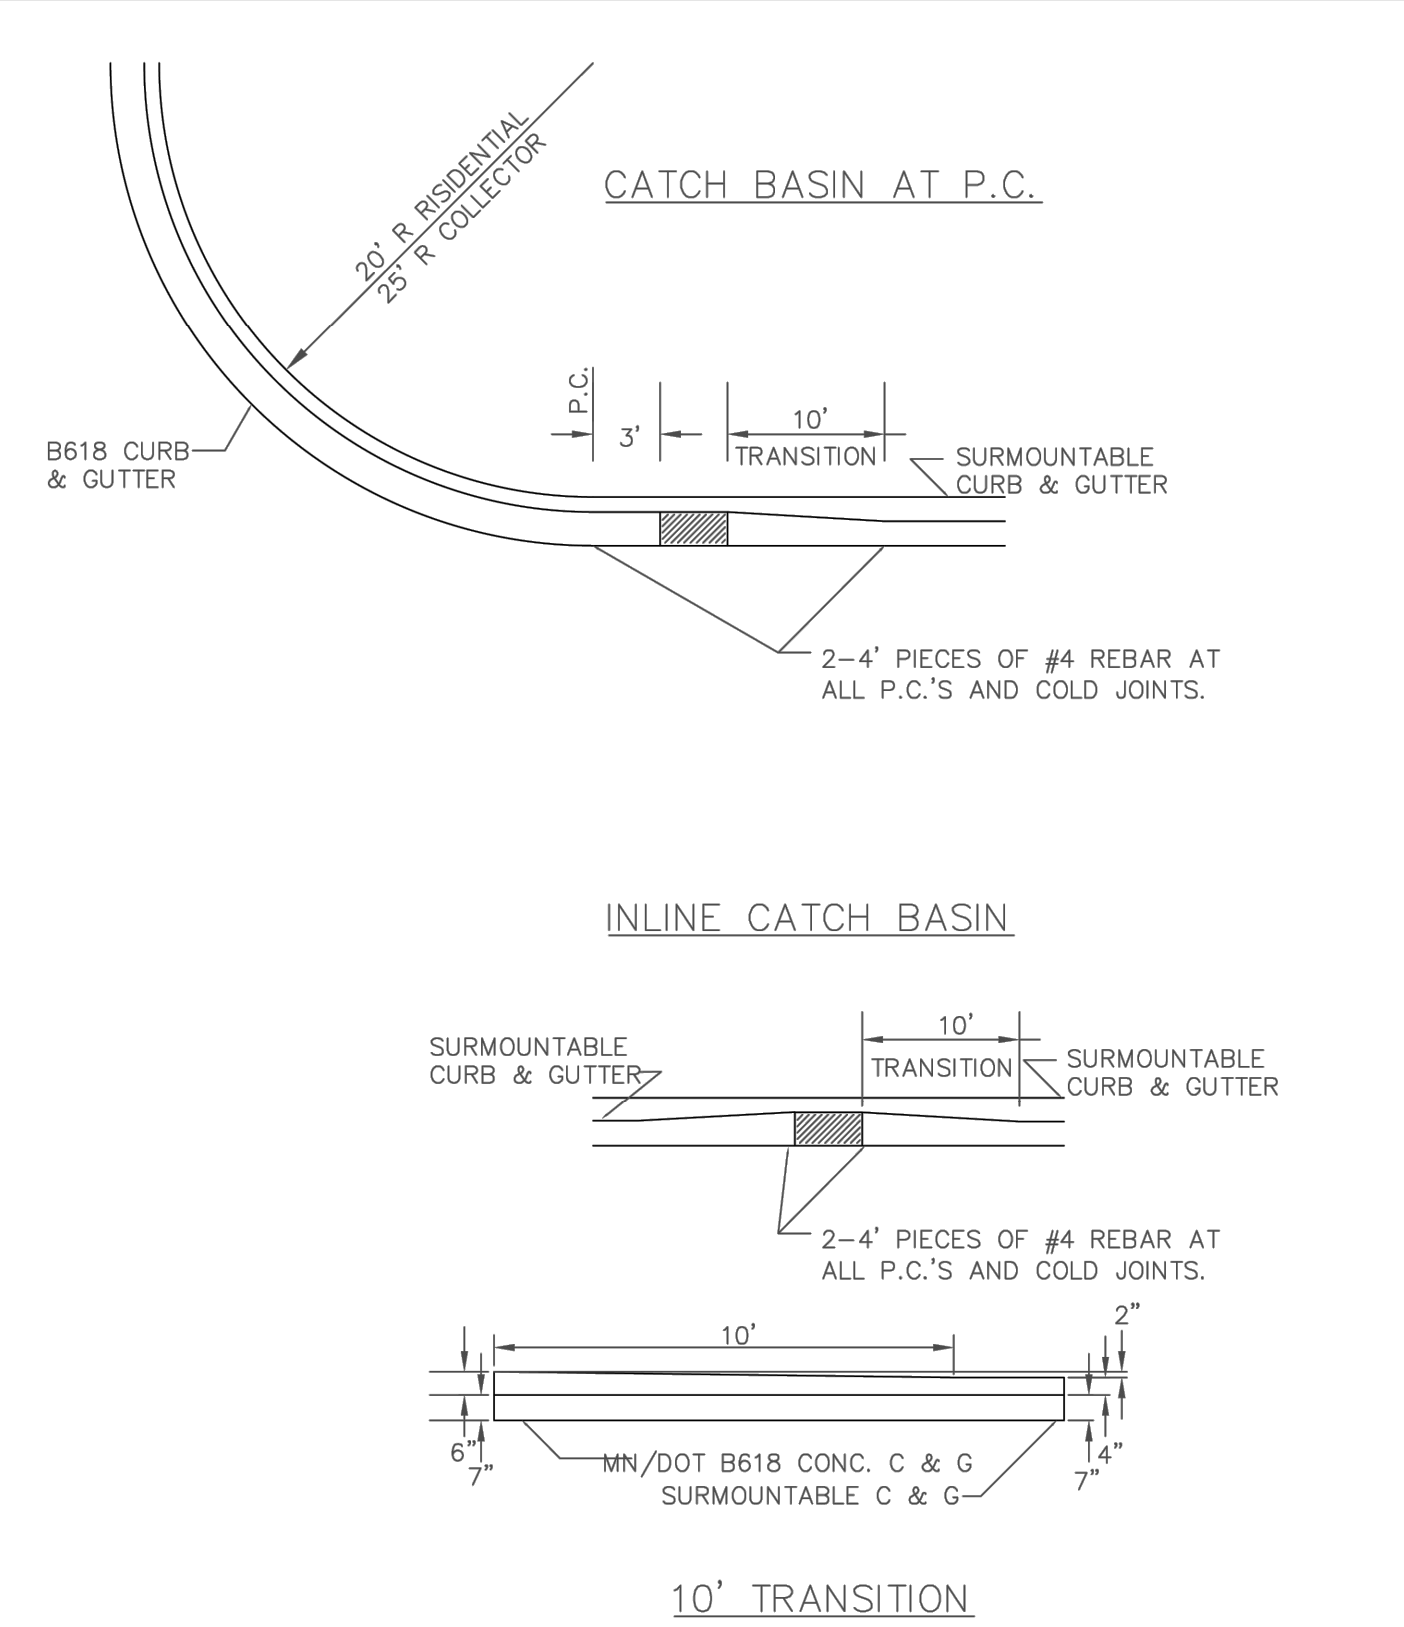 20' R RISIDENTIAL
25' R COLLECTOR
CATCH BASIN AT P.C.
B618 CURB
& GUTTER
P.C.
3'
10'
TRANSITION
SURMOUNTABLE
CURB & GUTTER
2-4' PIECES OF #4 REBAR AT
ALL P.C.'S AND COLD JOINTS.
INLINE CATCH BASIN
SURMOUNTABLE
CURB & GUTTER
10'
TRANSITION
SURMOUNTABLE
CURB & GUTTER
2-4' PIECES OF #4 REBAR AT
ALL P.C.'S AND COLD JOINTS.
10'
2"
6"
7"
4"
7"
MN/DOT B618 CONC. C & G
SURMOUNTABLE C & G
10' TRANSITION